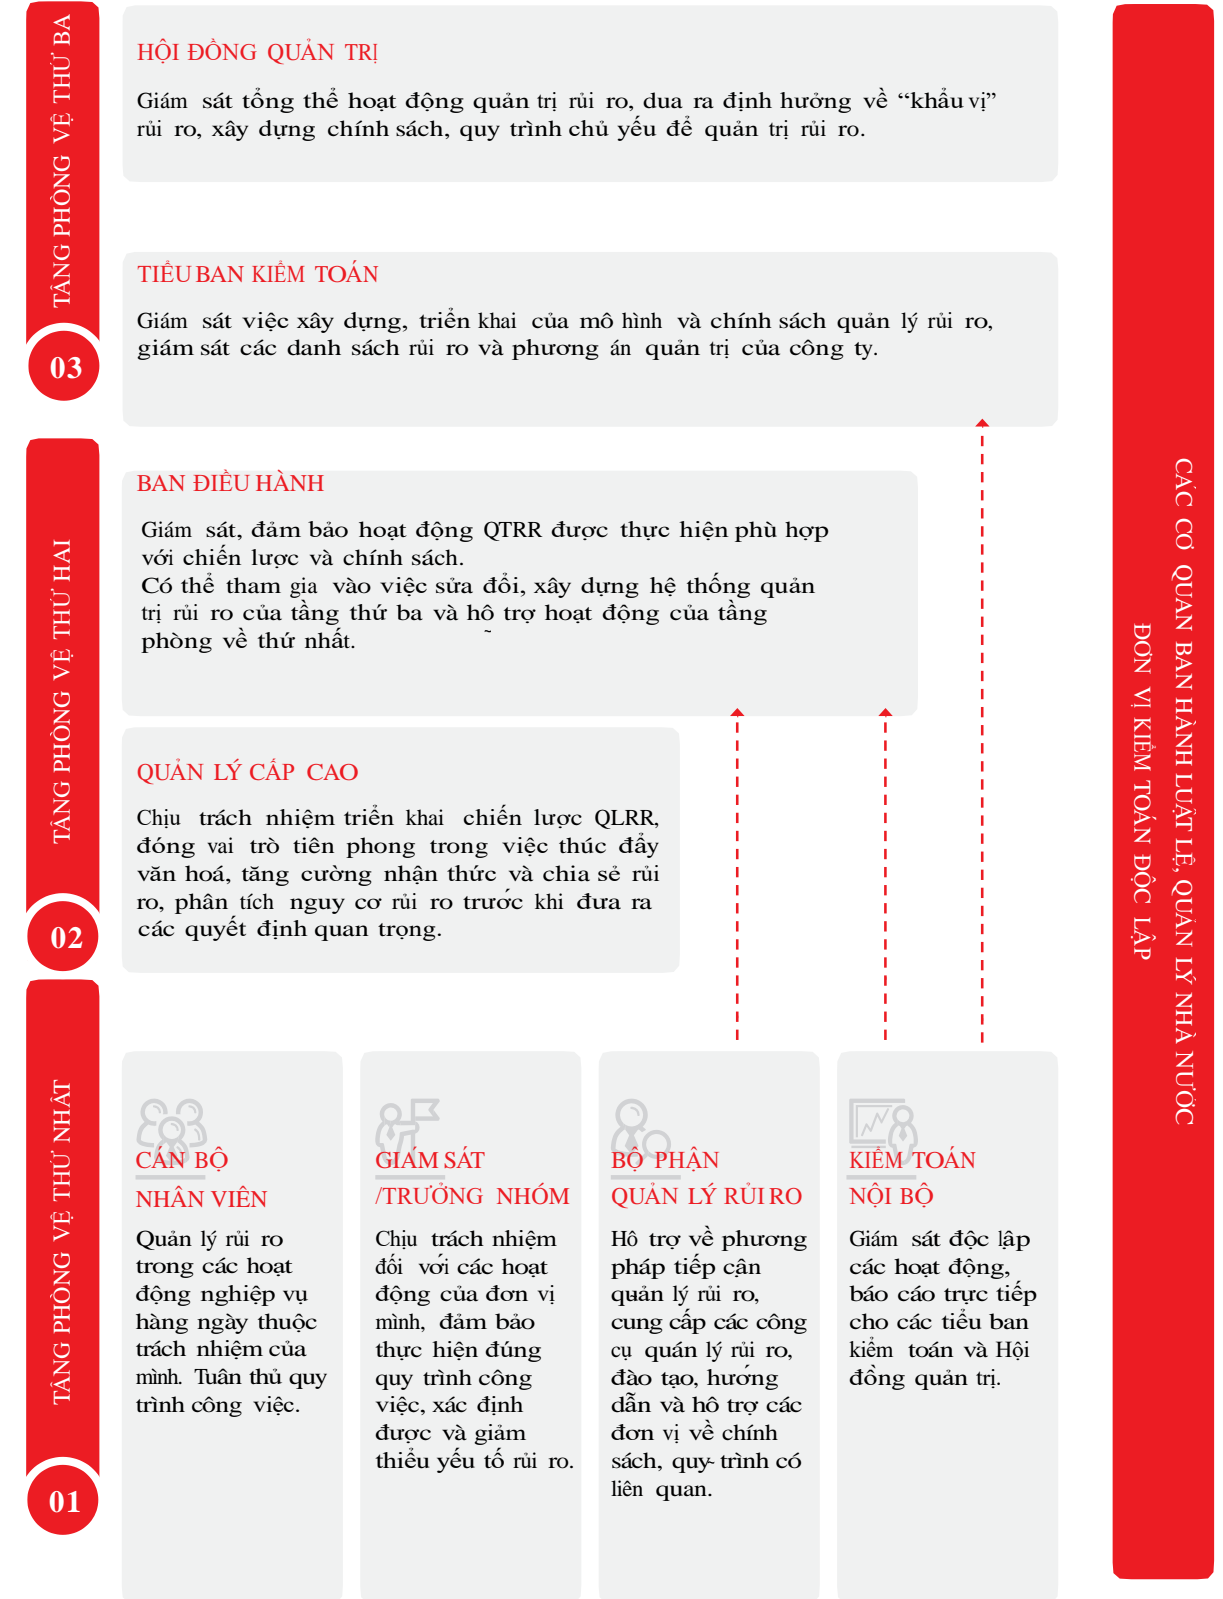 TẦNG PHÒNG VỆ THỨ BA
03
HỘI ĐỒNG QUẢN TRỊ
Giám sát tổng thể hoạt động quản trị rủi ro, dua ra định hưởng về “khẩu vị”
rủi ro, xây dựng chính sách, quy trình chủ yếu để quản trị rủi ro.
TIỂU BAN KIỂM TOÁN
Giám sát việc xây dựng, triển khai của mô hình và chính sách quản lý rủi ro,
giám sát các danh sách rủi ro và phương án quản trị của công ty.
TẦNG PHÒNG VỆ THỨ HAI
02
BAN ĐIỀU HÀNH
Giám sát, đảm bảo hoạt động QTRR được thực hiện phù hợp
với chiến lược và chính sách.
Có thể tham gia vào việc sửa đổi, xây dựng hệ thống quản
trị rủi ro của tầng thứ ba và hô trợ hoạt động của tầng
phòng về thứ nhất.
QUẢN LÝ CẤP CAO
Chịu trách nhiệm triển khai chiến lược QLRR,
đóng vai trò tiên phong trong việc thúc đẩy
văn hoá, tăng cường nhận thức và chia sẻ rủi
ro, phân tích nguy cơ rủi ro trước khi đưa ra
các quyết định quan trọng.
TẦNG PHÒNG VỆ THỨ NHẤT
01
CÁN BỘ
NHÂN VIÊN
Quản lý rủi ro
trong các hoạt
động nghiệp vụ
hàng ngày thuộc
trách nhiệm của
mình. Tuân thủ quy
trình công việc.
GIÁM SÁT
/TRƯỞNG NHÓM
Chịu trách nhiệm
đối với các hoạt
động của đơn vị
mình, đảm bảo
thực hiện đúng
quy trình công
việc, xác định
được và giảm
thiểu yếu tố rủi ro.
BỘ PHẬN
QUẢN LÝ RỦI RO
Hô trợ về phương
pháp tiếp cận
quản lý rủi ro,
cung cấp các công
cụ quán lý rủi ro,
đào tạo, hướng
dẫn và hô trợ các
đơn vị về chính
sách, quy- trình có
liên quan.
KIỂM TOÁN
NỘI BỘ
Giám sát độc lập
các hoạt động,
báo cáo trực tiếp
cho các tiểu ban
kiểm toán và Hội
đồng quản trị.
CÁC CƠ QUAN BAN HÀNH LUẬT LỆ, QUẢN LÝ NHÀ NƯỚC
ĐƠN VỊ KIỂM TOÁN ĐỘC LẬP